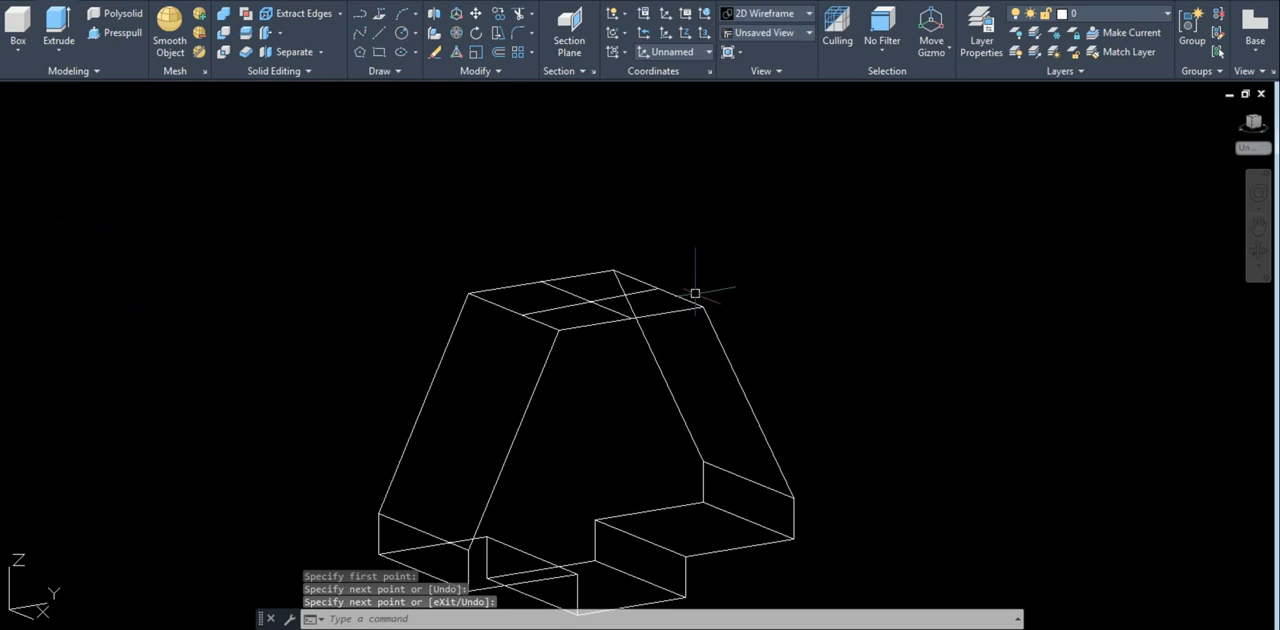 Polysolid
Extract Edges
2D Wireframe
0
Presspull
Unsaved View
Make Current
Box
Extrude
Smooth
Object
Separate
Section
Plane
Unnamed
Culling
No Filter
Move
Gizmo
Layer
Properties
Match Layer
Group
Base
Modeling
Mesh
Solid Editing
Draw
Modify
Section
Coordinates
View
Selection
Layers
Groups
View
Un...
Z
Y
X
Specify first point:
Specify next point or [Undo]:
Specify next point or [eXit/Undo]:
Type a command